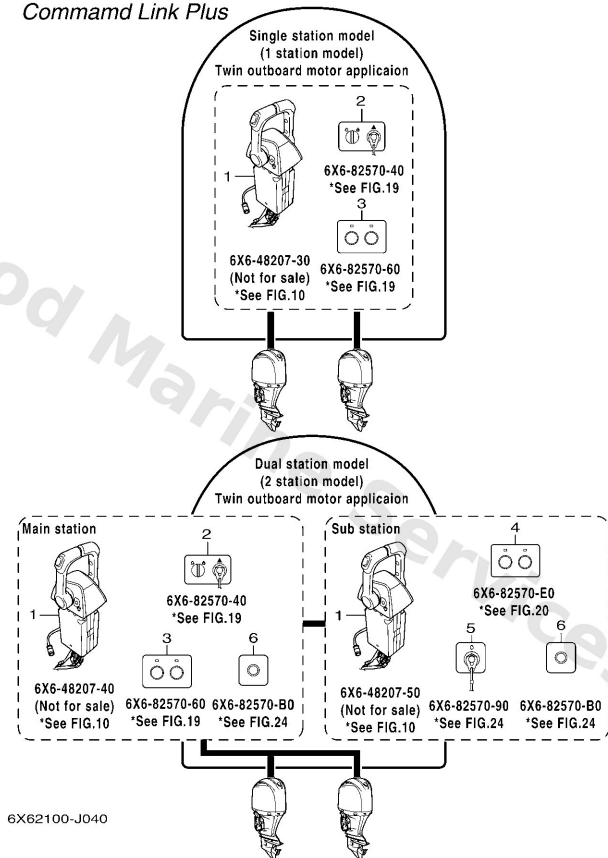 Commamd Link Plus
Single station model
(1 station model)
Twin outboard motor applicaion
2
1
6X6-82570-40
*See FIG.19
3
6X6-48207-30
(Not for sale)
*See FIG.10
6X6-82570-60
*See FIG.19
od Marine Services
Dual station model
(2 station model)
Twin outboard motor applicaion
Main station
2
1
6X6-82570-40
*See FIG.19
3
6
6X6-48207-40
(Not for sale)
*See FIG.10
6X6-82570-60
*See FIG.19
6X6-82570-B0
*See FIG.24
Sub station
4
1
6X6-82570-E0
*See FIG.20
5
6
6X6-48207-50
(Not for sale)
*See FIG.10
6X6-82570-90
*See FIG.24
6X6-82570-B0
*See FIG.24
6X62100-J040